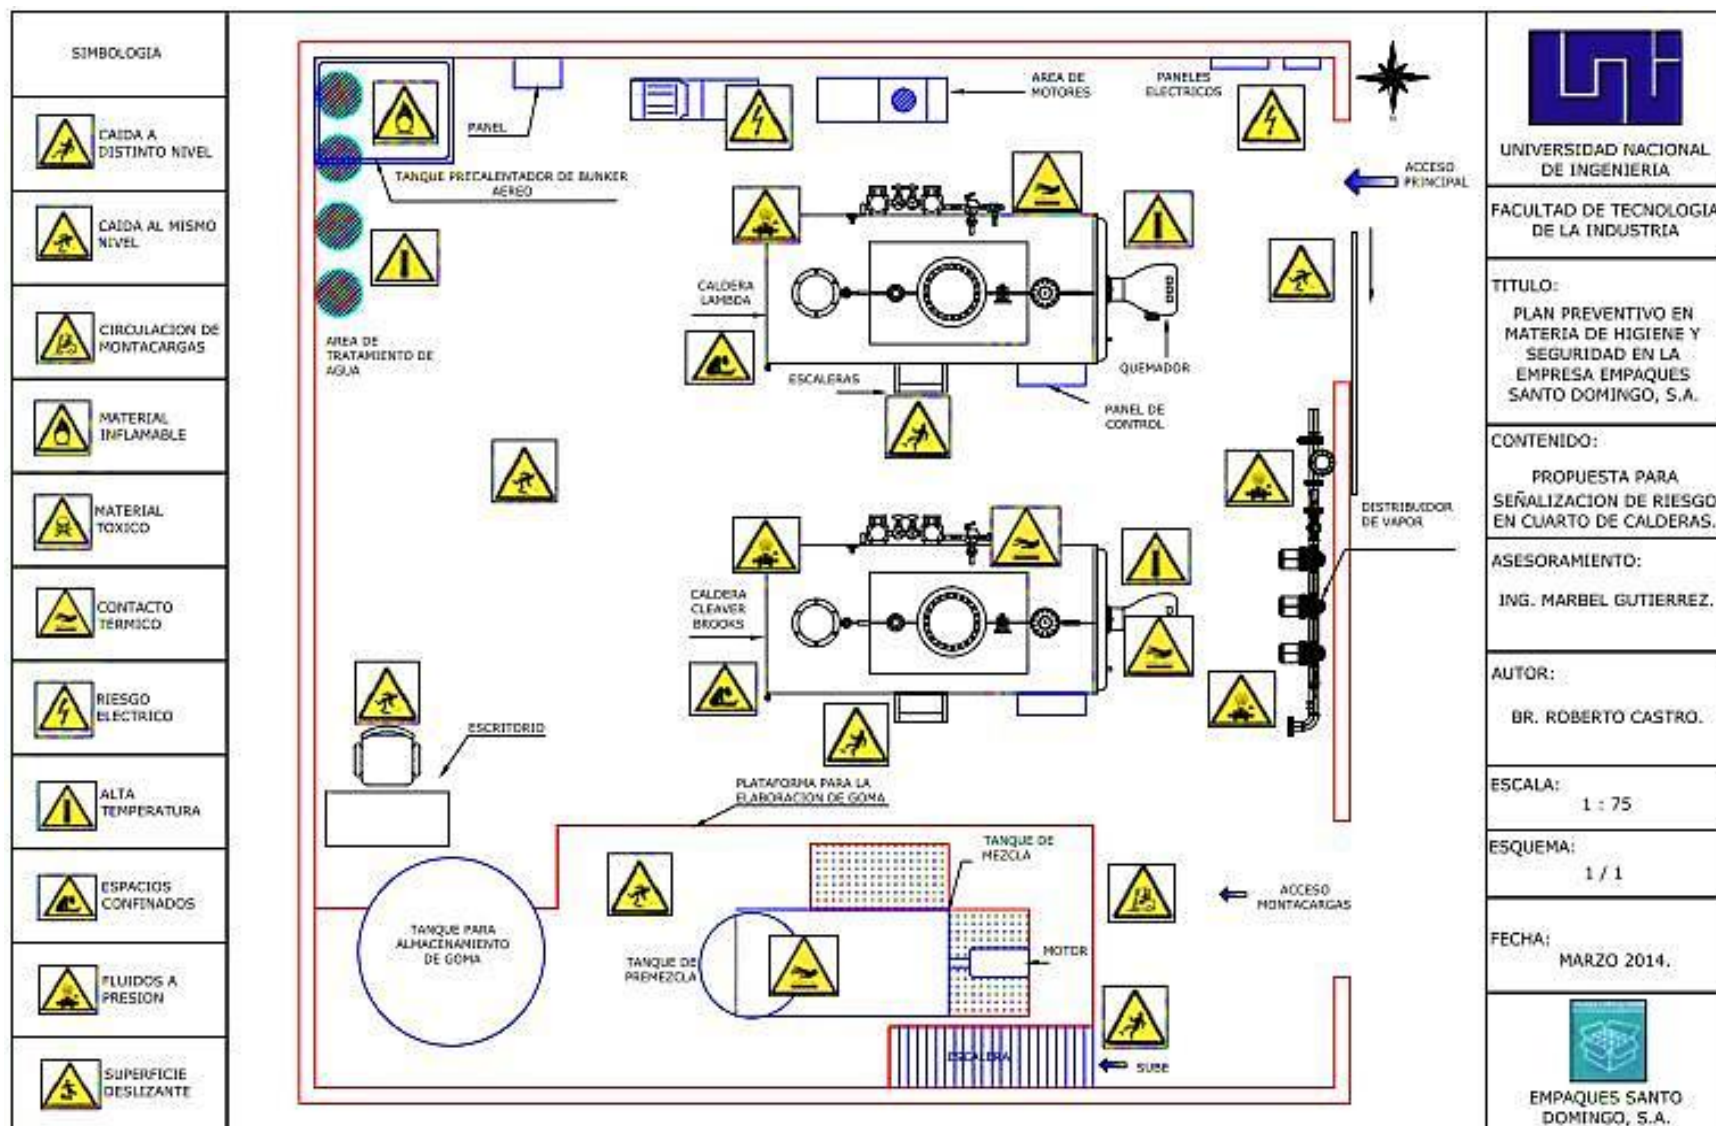 SIMBOLOGIA
CAIDA A
DISTINTO NIVEL
CAIDA AL MISMO
NIVEL
CIRCULACION DE
MONTACARGAS
MATERIAL
INFLAMABLE
MATERIAL
TOXICO
CONTACTO
TERMICO
RIESGO
ELECTRICO
ALTA
TEMPERATURA
ESPACIOS
CONFINADOS
FLUIDOS A
PRESION
SUPERFICIE
DESLIZANTE
PANEL
AREA DE
MOTORES
PANELES
ELECTRICOS
TANQUE PRECALENTADOR DE BUNKER
AEREO
ACCESO
PRINCIPAL
CALDERA
LAMBDA
AREA DE
TRATAMIENTO DE
AGUA
ESCALERAS
QUEMADOR
PANEL DE
CONTROL
DISTRIBUIDOR
DE VAPOR
CALDERA
CLEAVER
BROOKS
ESCRITORIO
PLATAFORMA PARA LA
ELABORACION DE GOMA
TANQUE DE
MEZCLA
ACCESO
MONTACARGAS
TANQUE PARA
ALMACENAMIENTO
DE GOMA
TANQUE DE
PREMEZCLA
MOTOR
ESCALERA
SUBE
UNIVERSIDAD NACIONAL
DE INGENIERIA
FACULTAD DE TECNOLOGIA
DE LA INDUSTRIA
TITULO:
PLAN PREVENTIVO EN
MATERIA DE HIGIENE Y
SEGURIDAD EN LA
EMPRESA EMPAQUES
SANTO DOMINGO, S.A.
CONTENIDO:
PROPUESTA PARA
SEÑALIZACION DE RIESGO
EN CUARTO DE CALDERAS.
ASESORAMIENTO:
ING. MARBEL GUTIERREZ.
AUTOR:
BR. ROBERTO CASTRO.
ESCALA:
1 : 75
ESQUEMA:
1 / 1
FECHA:
MARZO 2014.
EMPAQUES SANTO
DOMINGO, S.A.